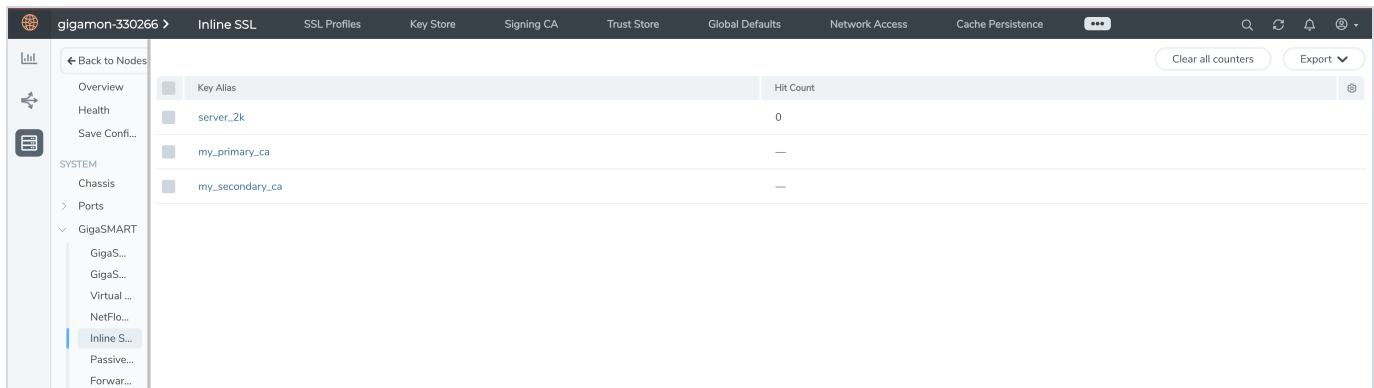 gigamon-330266 > Inline SSL SSL Profiles Key Store Signing CA Trust Store Global Defaults Network Access Cache Persistence
← Back to Nodes
Clear all counters Export
Overview
Health
Save Confi...
SYSTEM
Chassis
Ports
GigaSMART
GigaS...
GigaS...
Virtual ...
NetFlo...
Inline S...
Passive...
Forwar...
Key Alias Hit Count
server_2k 0
my_primary_ca —
my_secondary_ca —